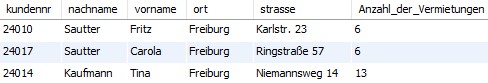 kundennr nachname vorname ort strasse Anzahl_der_Vermietungen
24010 Sautter Fritz Freiburg Karlstr. 23 6
24017 Sautter Carola Freiburg Ringstraße 57 6
24014 Kaufmann Tina Freiburg Niemannsweg 14 13